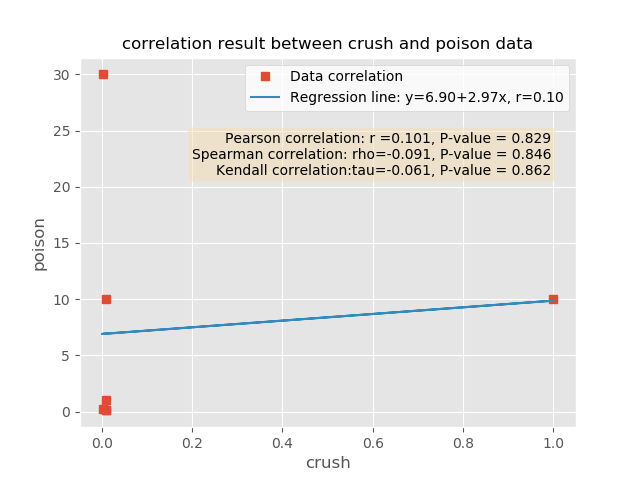 correlation result between crush and poison data
Data correlation
Regression line: y=6.90+2.97x, r=0.10
Pearson correlation: r =0.101, P-value = 0.829
Spearman correlation: rho=-0.091, P-value = 0.846
Kendall correlation:tau=-0.061, P-value = 0.862
poison
30
25
20
15
10
5
0
0.0 0.2 0.4 0.6 0.8 1.0
crush